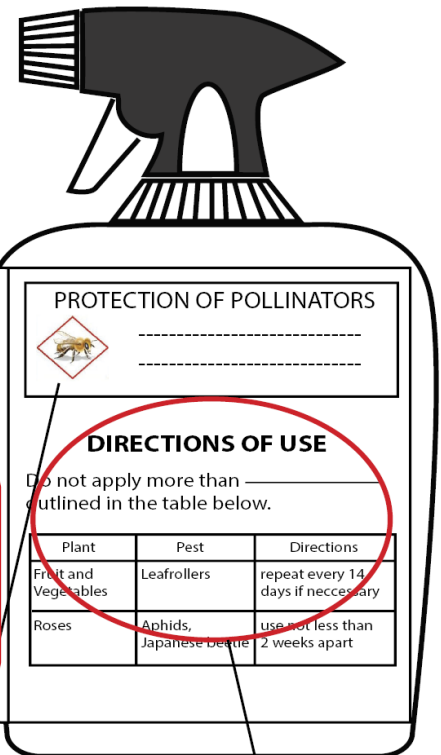 PROTECTION OF POLLINATORS
DIRECTIONS OF USE
Do not apply more than
outlined in the table below.
Plant Pest Directions
Fruit and Leafrollers repeat every 14
Vegetables days if neccessary
Roses Aphids, use not less than
Japanese beetle 2 weeks apart